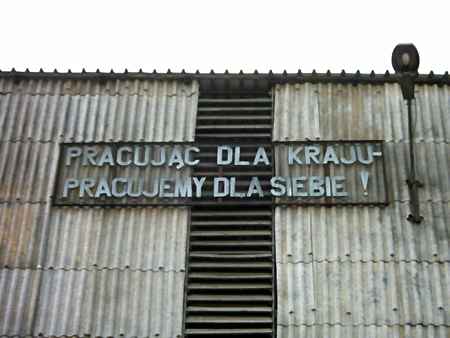 PRACUJĄC DLA KRAJU-
PRACUJEMY DLA SIEBIE !